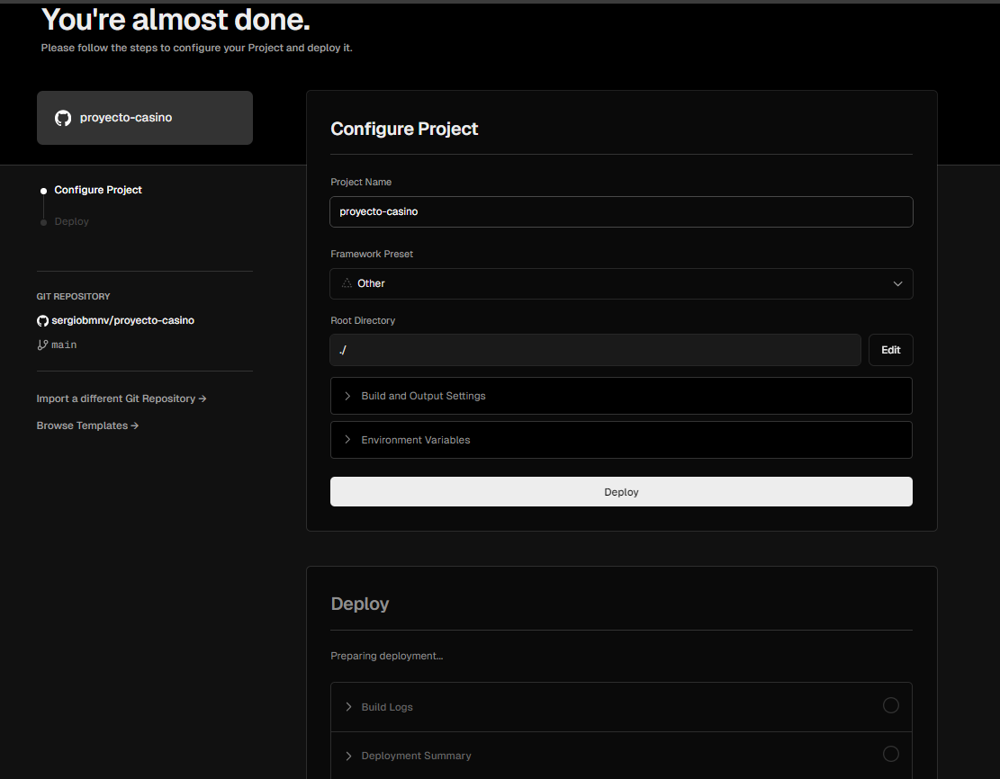 You're almost done.
Please follow the steps to configure your Project and deploy it.
proyecto-casino
Configure Project
Deploy
GIT REPOSITORY
sergiobmnv/proyecto-casino
main
Import a different Git Repository →
Browse Templates →
Configure Project
Project Name
proyecto-casino
Framework Preset
Other
Root Directory
./
Edit
Build and Output Settings
Environment Variables
Deploy
Deploy
Preparing deployment...
Build Logs
Deployment Summary